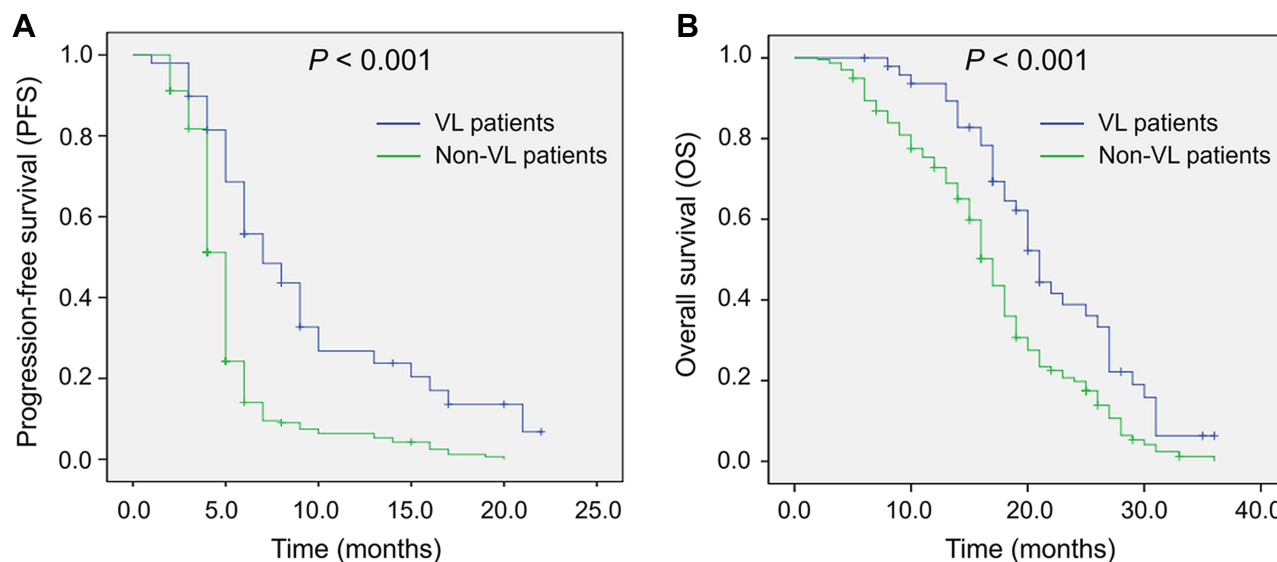 A
P < 0.001
VL patients
Non-VL patients
Progression-free survival (PFS)
1.0
0.8
0.6
0.4
0.2
0.0
0.0 5.0 10.0 15.0 20.0 25.0
Time (months)
B
P < 0.001
VL patients
Non-VL patients
Overall survival (OS)
1.0
0.8
0.6
0.4
0.2
0.0
0.0 10.0 20.0 30.0 40.0
Time (months)